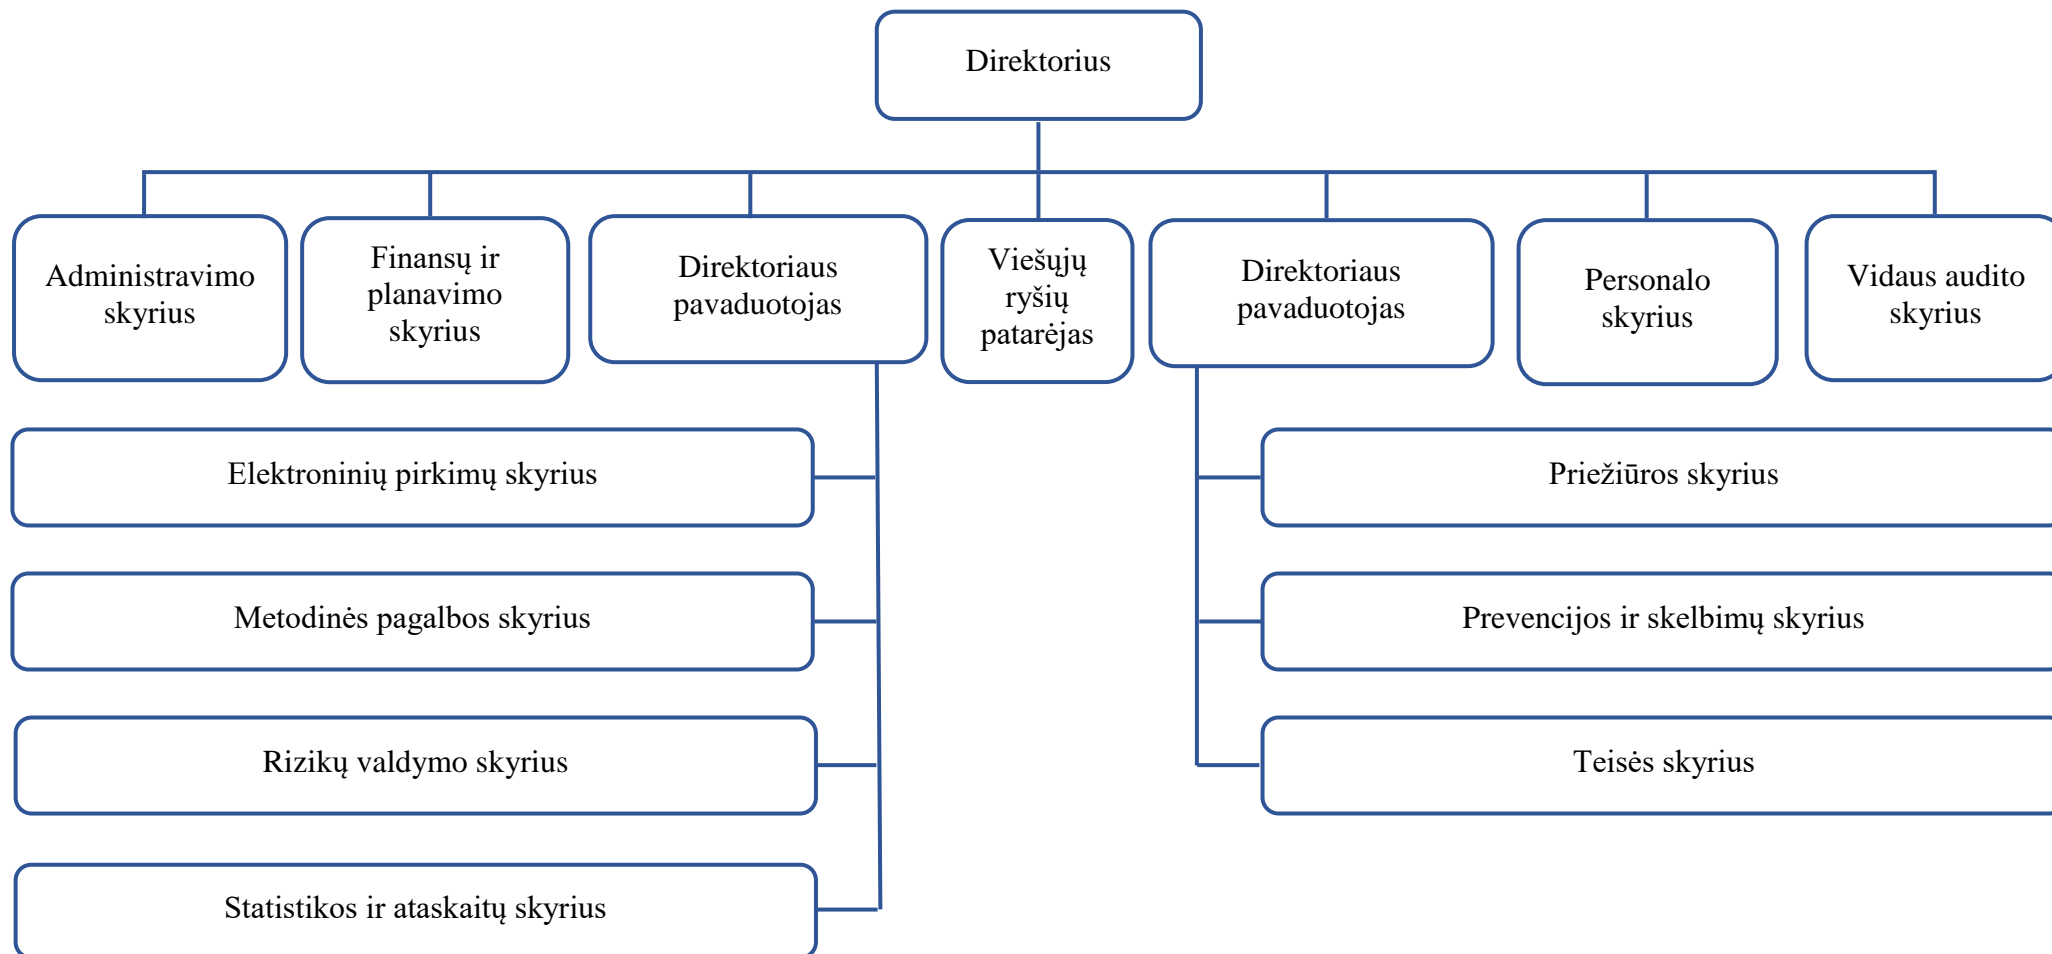 Direktorius
Administravimo
skyrius
Finansų ir
planavimo
skyrius
Direktoriaus
pavaduotojas
Viešųjų
ryšių
patarėjas
Direktoriaus
pavaduotojas
Personalo
skyrius
Vidaus audito
skyrius
Elektroninių pirkimų skyrius
Metodinės pagalbos skyrius
Rizikų valdymo skyrius
Statistikos ir ataskaitų skyrius
Priežiūros skyrius
Prevencijos ir skelbimų skyrius
Teisės skyrius